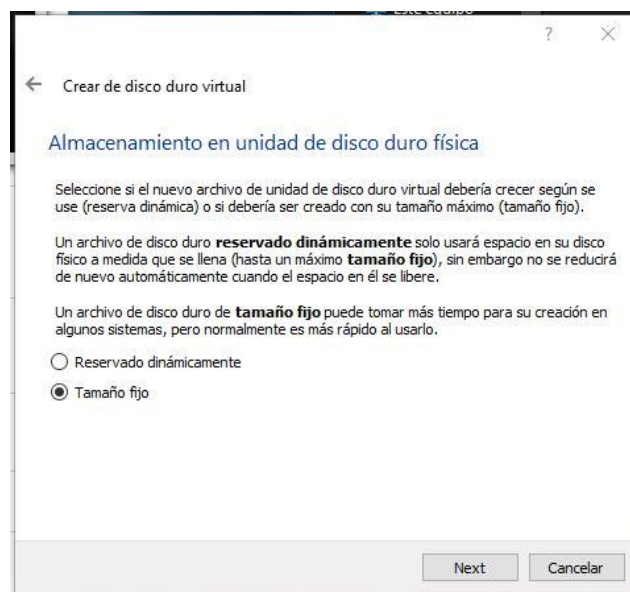 Este equipo
?
Crear de disco duro virtual
Almacenamiento en unidad de disco duro física
Seleccione si el nuevo archivo de unidad de disco duro virtual debería crecer según se
use (reserva dinámica) o si debería ser creado con su tamaño máximo (tamaño fijo).
Un archivo de disco duro reservado dinámicamente solo usará espacio en su disco
físico a medida que se llena (hasta un máximo tamaño fijo), sin embargo no se reducirá
de nuevo automáticamente cuando el espacio en él se libere.
Un archivo de disco duro de tamaño fijo puede tomar más tiempo para su creación en
algunos sistemas, pero normalmente es más rápido al usarlo.
Reservado dinámicamente
Tamaño fijo
Next Cancelar